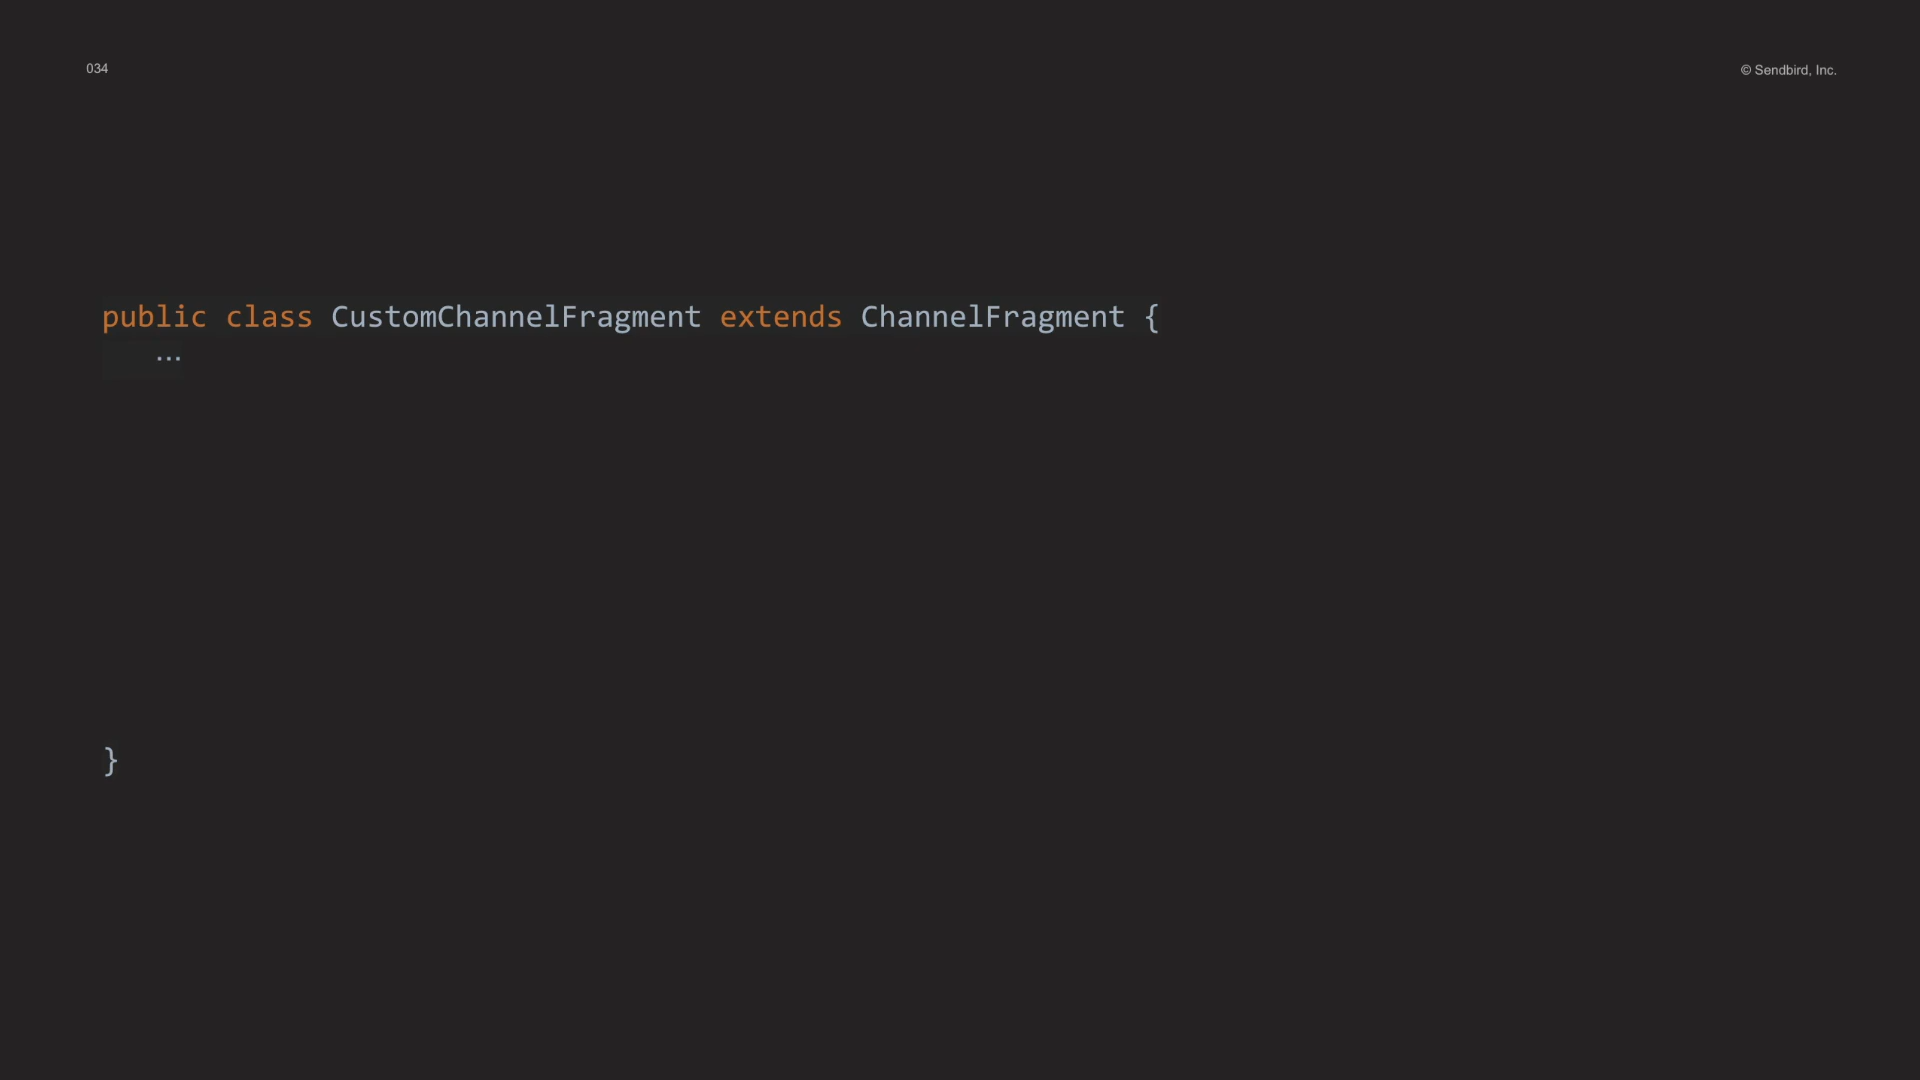 034
© Sendbird, Inc.
public class CustomChannelFragment extends ChannelFragment {
...
}